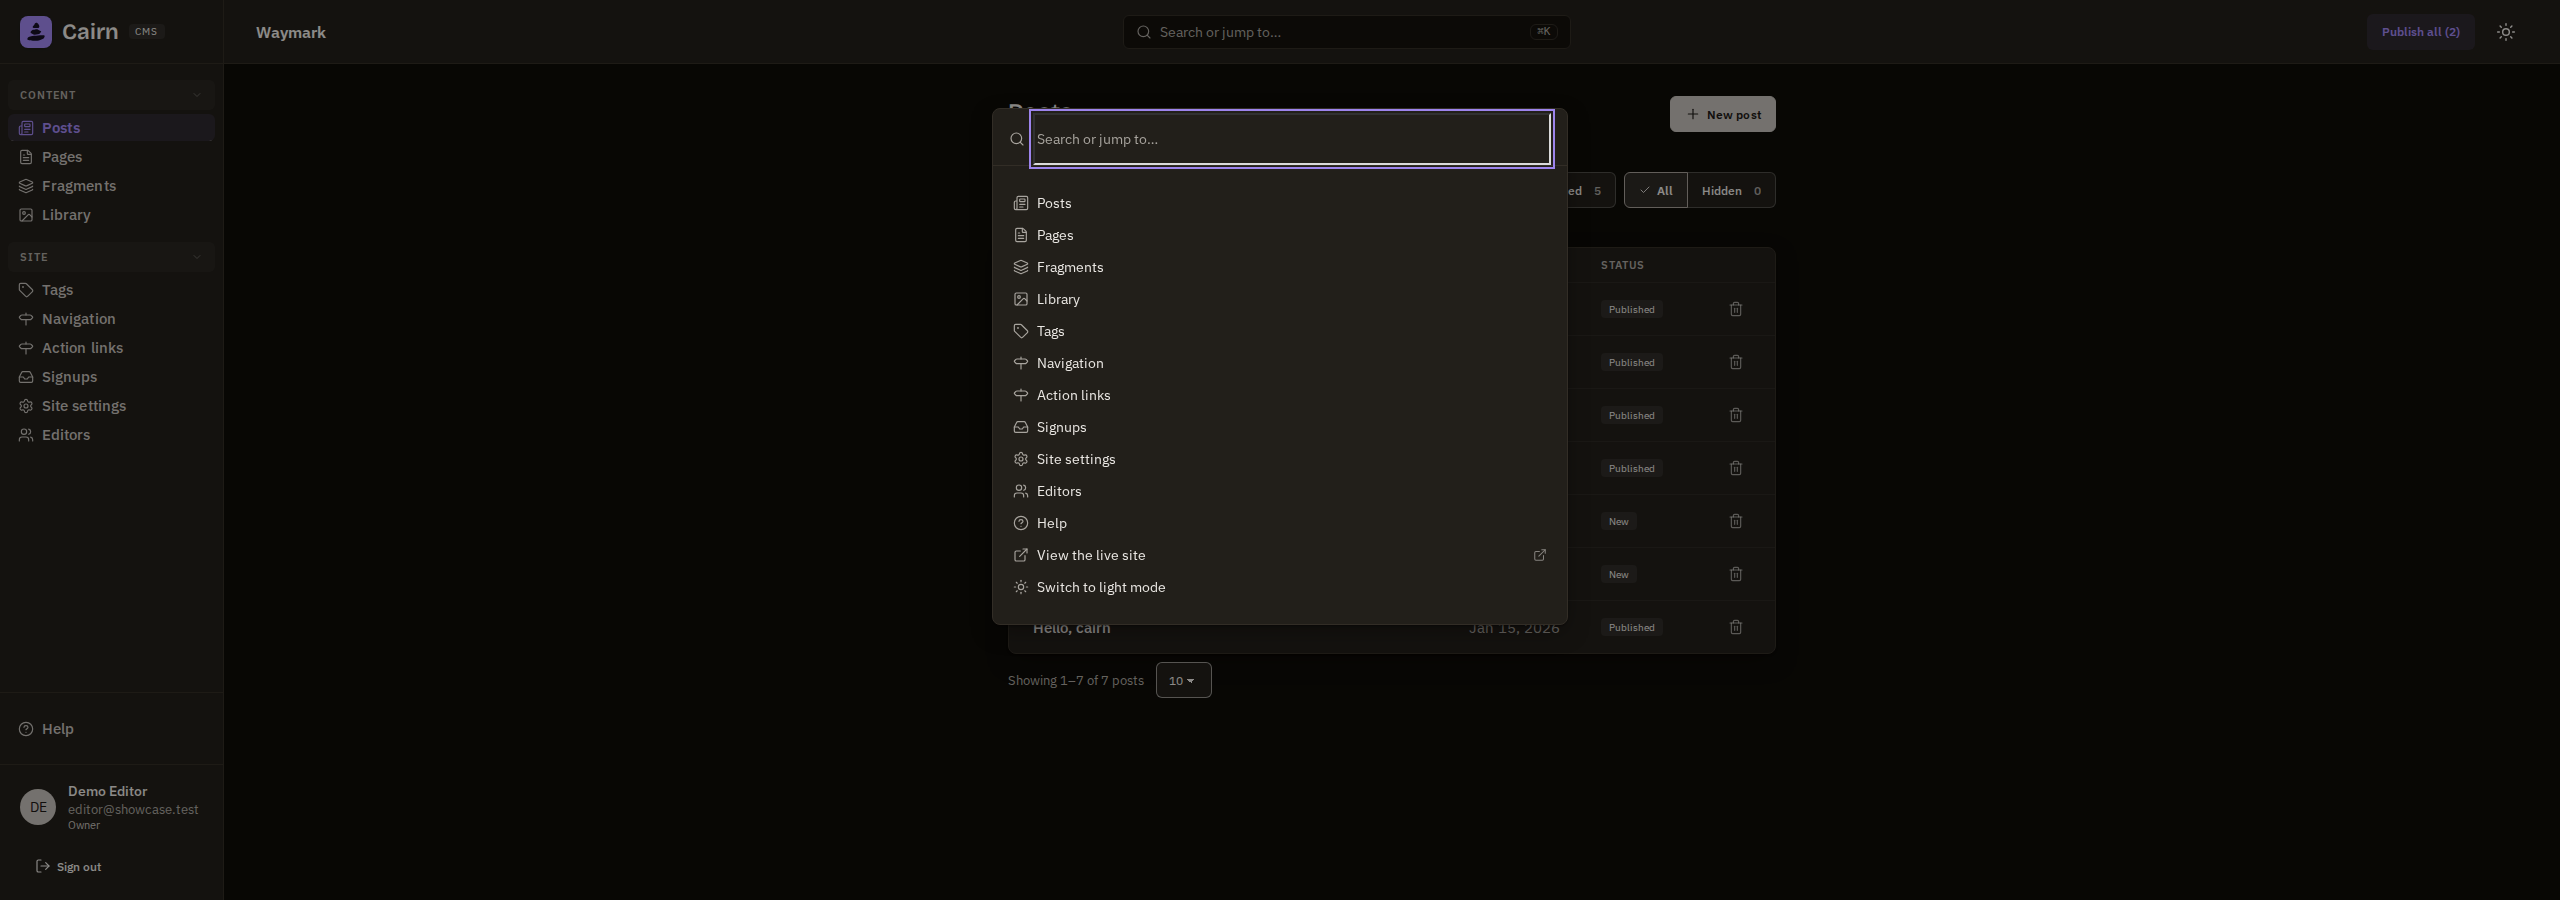 Cairn CMS
Waymark
Search or jump to...
⌘K
Publish all (2)
CONTENT
Posts
Pages
Fragments
Library
SITE
Tags
Navigation
Action links
Signups
Site settings
Editors
Help
DE
Demo Editor
editor@showcase.test
Owner
Sign out
New post
Search or jump to...
Posts
Pages
Fragments
Library
Tags
Navigation
Action links
Signups
Site settings
Editors
Help
View the live site
Switch to light mode
5
All
Hidden 0
STATUS
Published
Published
Published
Published
New
New
Hello, cairn
Jan 15, 2026
Published
Showing 1–7 of 7 posts
10